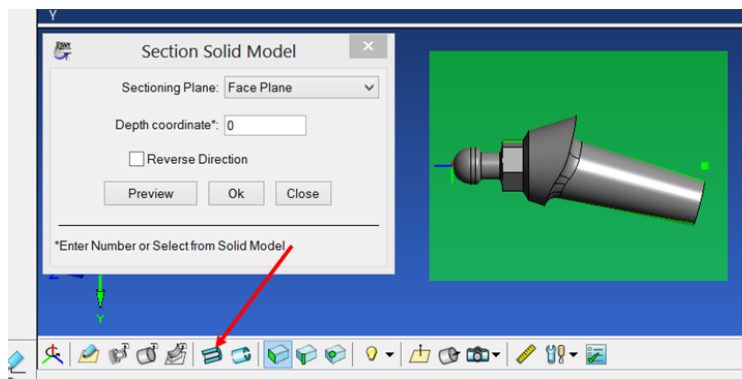 Y
Section Solid Model
Sectioning Plane: Face Plane
Depth coordinate*: 0
Reverse Direction
Preview Ok Close
*Enter Number or Select from Solid Model
Y